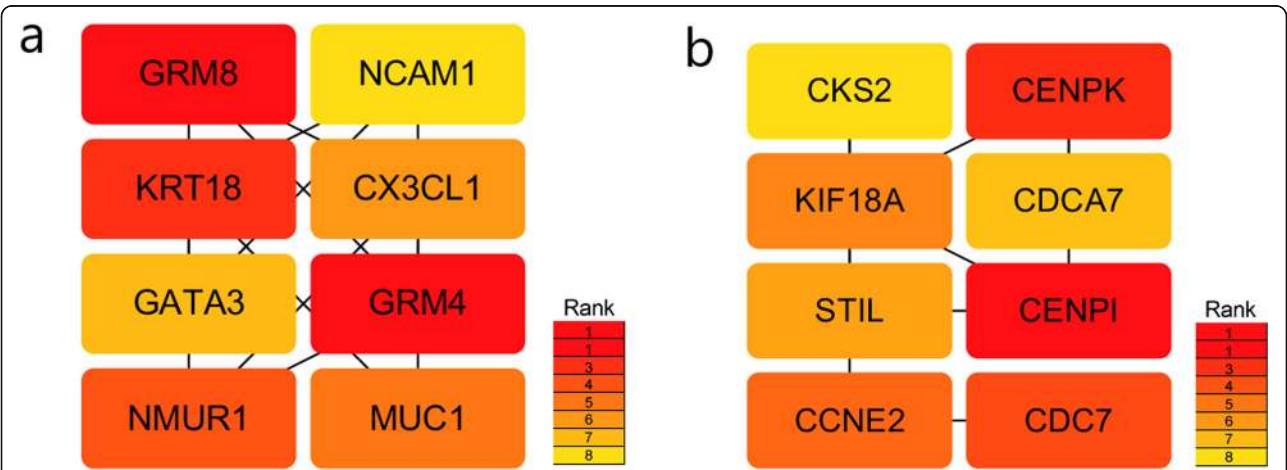 a
GRM8 NCAM1
KRT18 CX3CL1
GATA3 GRM4
NMUR1 MUC1
Rank
1
1
3
4
5
6
7
8
b
CKS2 CENPK
KIF18A CDCA7
STIL CENPI
CCNE2 CDC7
Rank
1
1
3
4
5
6
7
8